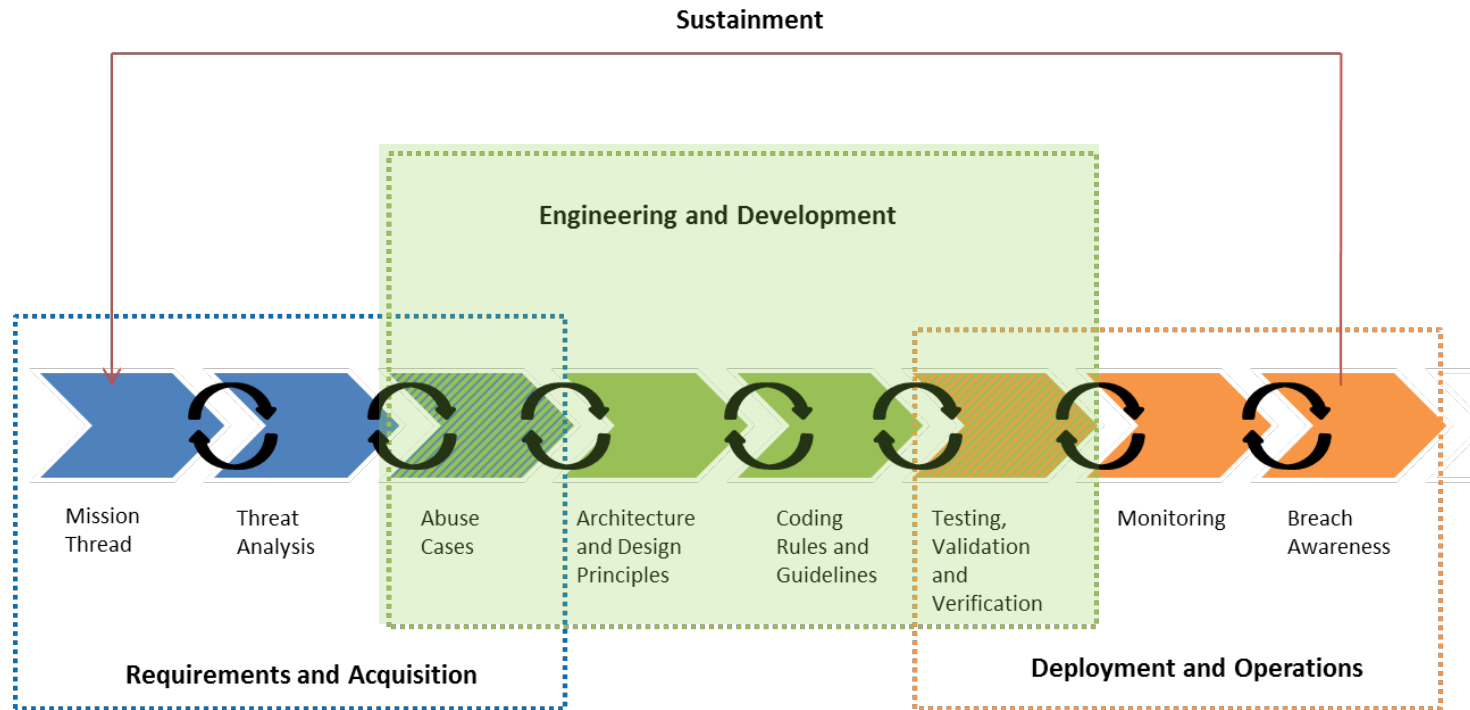 Sustainment
Engineering and Development
Mission
Thread
Threat
Analysis
Abuse
Cases
Architecture
and Design
Principles
Coding
Rules and
Guidelines
Testing,
Validation
and
Verification
Monitoring
Breach
Awareness
Requirements and Acquisition
Deployment and Operations